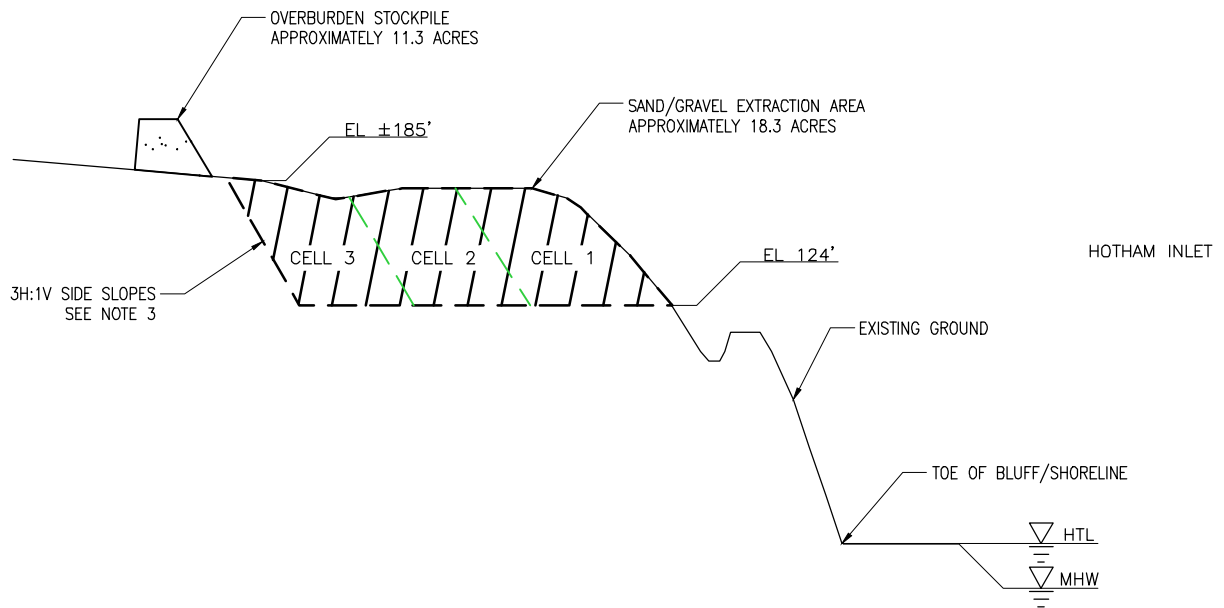 OVERBURDEN STOCKPILE
APPROXIMATELY 11.3 ACRES
SAND/GRAVEL EXTRACTION AREA
APPROXIMATELY 18.3 ACRES
EL ±185'
CELL 3
CELL 2
CELL 1
EL 124'
HOTHAM INLET
3H:1V SIDE SLOPES
SEE NOTE 3
EXISTING GROUND
TOE OF BLUFF/SHORELINE
HTL
MHW